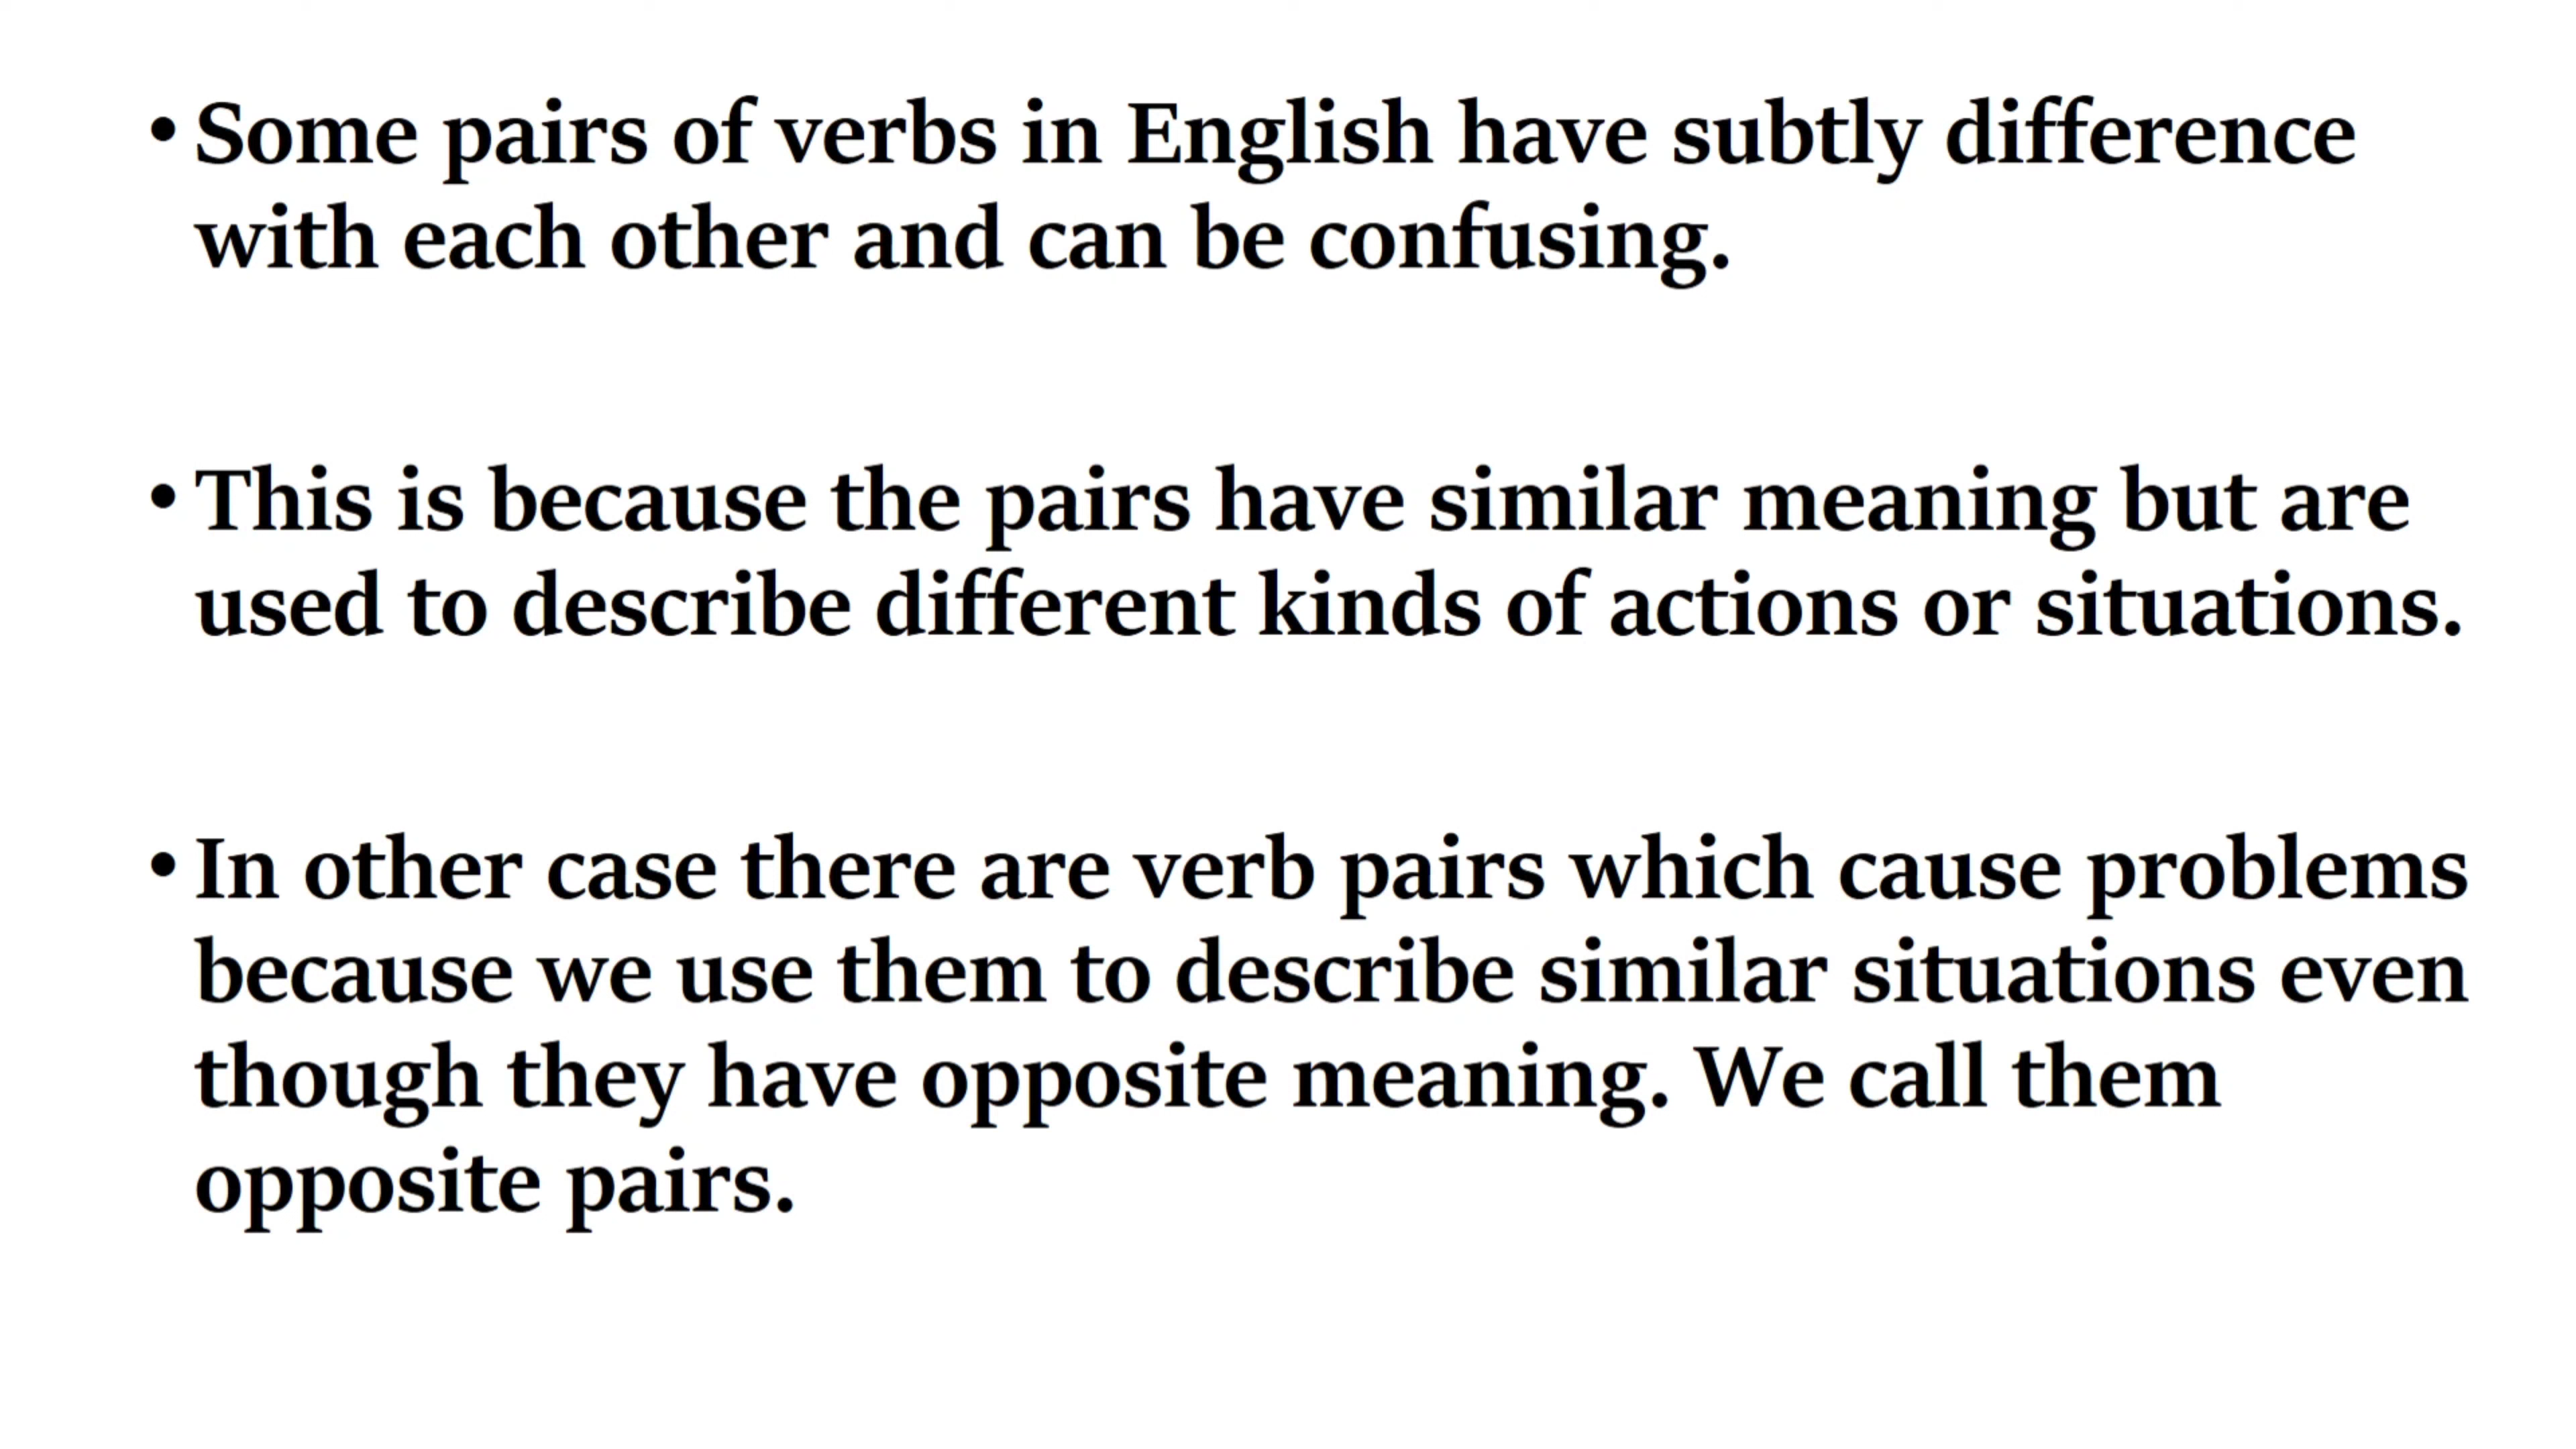 • Some pairs of verbs in English have subtly difference
with each other and can be confusing.
• This is because the pairs have similar meaning but are
used to describe different kinds of actions or situations.
• In other case there are verb pairs which cause problems
because we use them to describe similar situations even
though they have opposite meaning. We call them
opposite pairs.